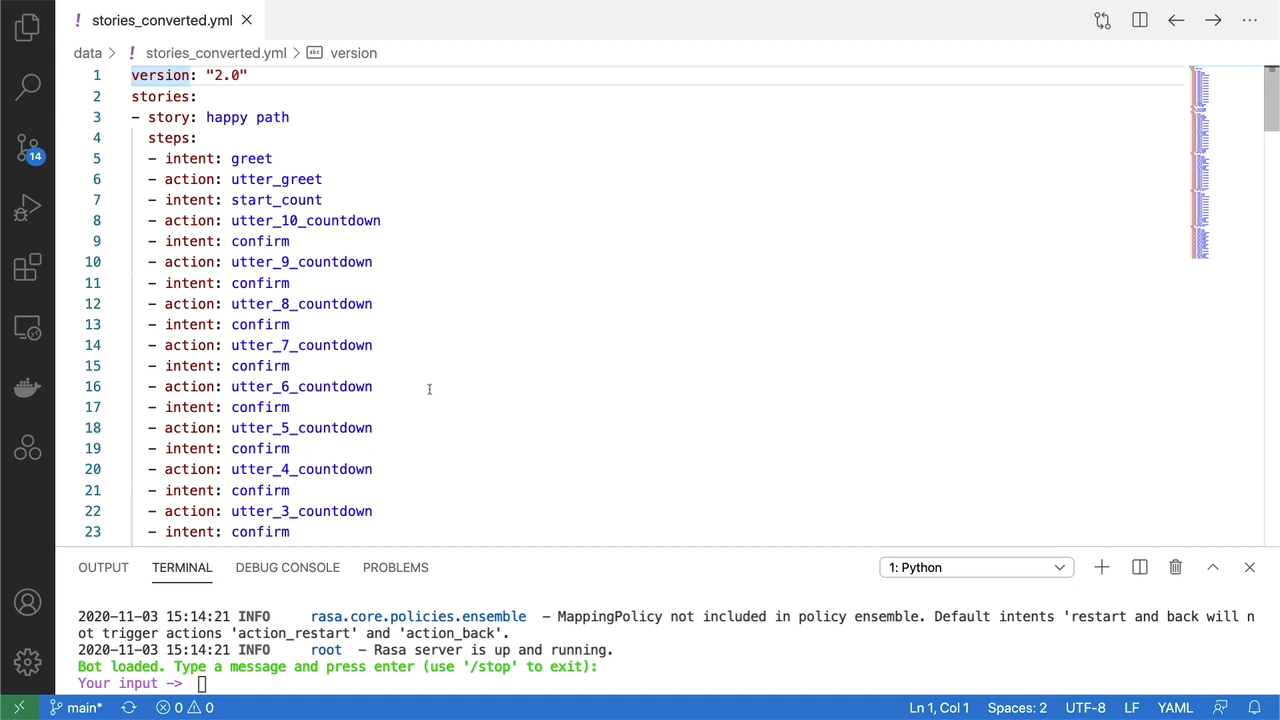 stories_converted.yml
data > stories_converted.yml > version
1 version: "2.0"
2 stories:
3 - story: happy path
4 steps:
5 - intent: greet
6 - action: utter_greet
7 - intent: start_count
8 - action: utter_10_countdown
9 - intent: confirm
10 - action: utter_9_countdown
11 - intent: confirm
12 - action: utter_8_countdown
13 - intent: confirm
14 - action: utter_7_countdown
15 - intent: confirm
16 - action: utter_6_countdown
17 - intent: confirm
18 - action: utter_5_countdown
19 - intent: confirm
20 - action: utter_4_countdown
21 - intent: confirm
22 - action: utter_3_countdown
23 - intent: confirm
14
OUTPUT TERMINAL DEBUG CONSOLE PROBLEMS 1: Python
2020-11-03 15:14:21 INFO rasa.core.policies.ensemble - MappingPolicy not included in policy ensemble. Default intents 'restart and back will n
ot trigger actions 'action_restart' and 'action_back'.
2020-11-03 15:14:21 INFO root - Rasa server is up and running.
Bot loaded. Type a message and press enter (use '/stop' to exit):
Your input ->
main* 0 0 Ln 1, Col 1 Spaces: 2 UTF-8 LF YAML